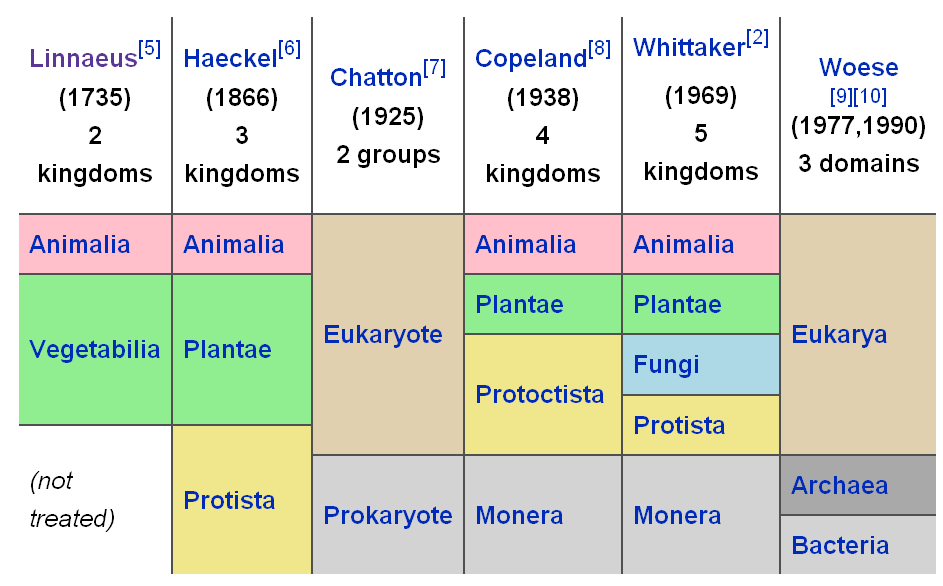 Linnaeus[5]
(1735)
2
kingdoms
Haeckel[6]
(1866)
3
kingdoms
Chatton[7]
(1925)
2 groups
Copeland[8]
(1938)
4
kingdoms
Whittaker[2]
(1969)
5
kingdoms
Woese
[9][10]
(1977,1990)
3 domains
Animalia
Animalia
Eukaryote
Animalia
Animalia
Eukarya
Vegetabilia
Plantae
Plantae
Plantae
Protoctista
Fungi
Protista
(not
treated)
Protista
Prokaryote
Monera
Monera
Archaea
Bacteria